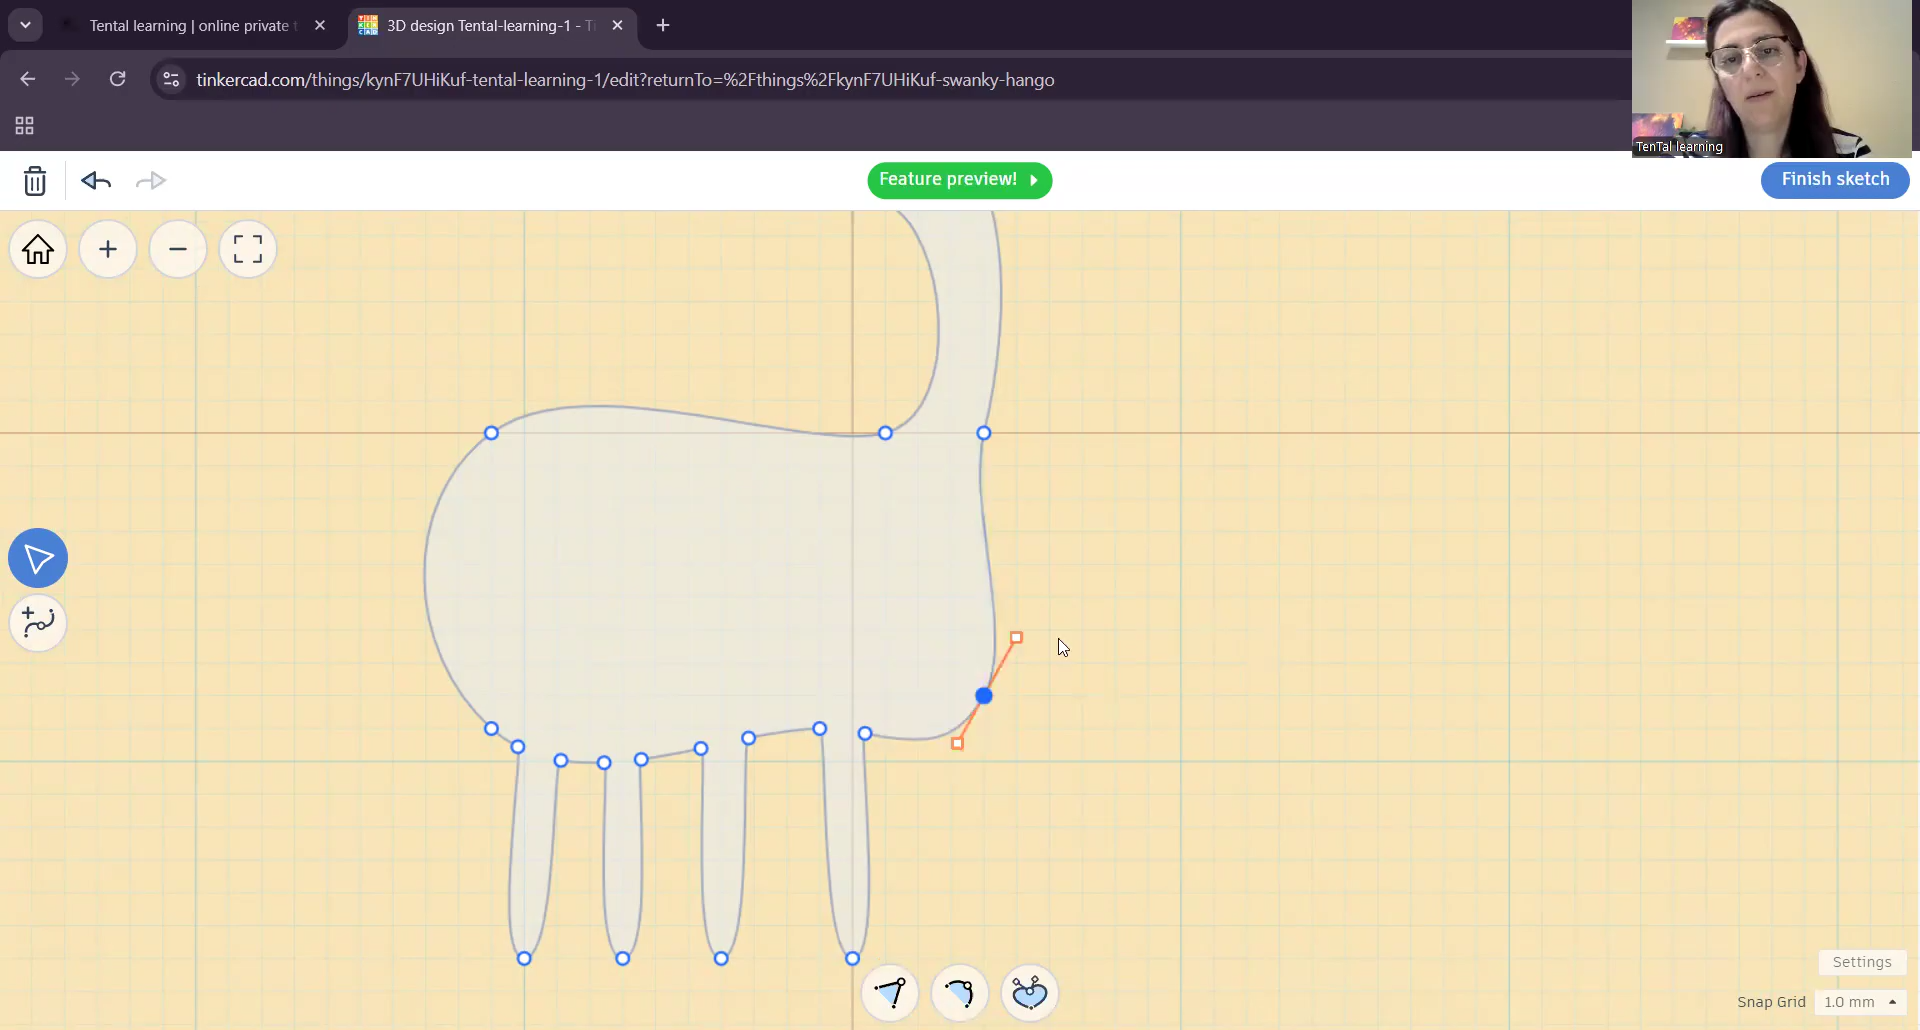 Tental learning | online private t
3D design Tental-learning-1 - Ti
tinkercad.com/things/kynF7UHiKuf-tental-learning-1/edit?returnTo=%2Fthings%2FkynF7UHiKuf-swanky-hango
TenTal learning
Feature preview!
Finish sketch
Settings
Snap Grid 1.0 mm